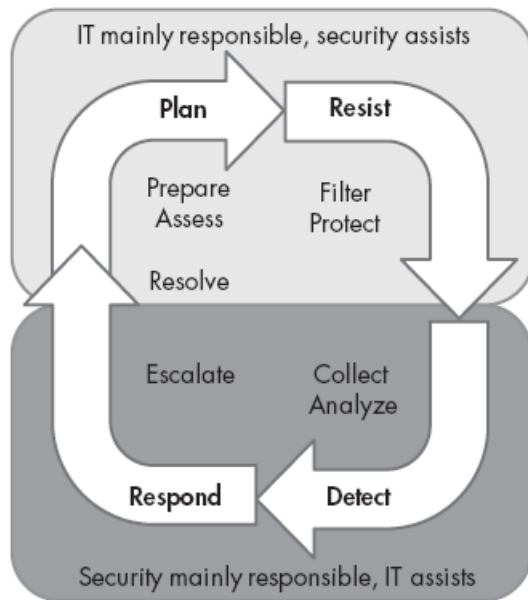 IT mainly responsible, security assists
Plan
Resist
Prepare
Assess
Filter
Protect
Resolve
Escalate
Collect
Analyze
Respond
Detect
Security mainly responsible, IT assists